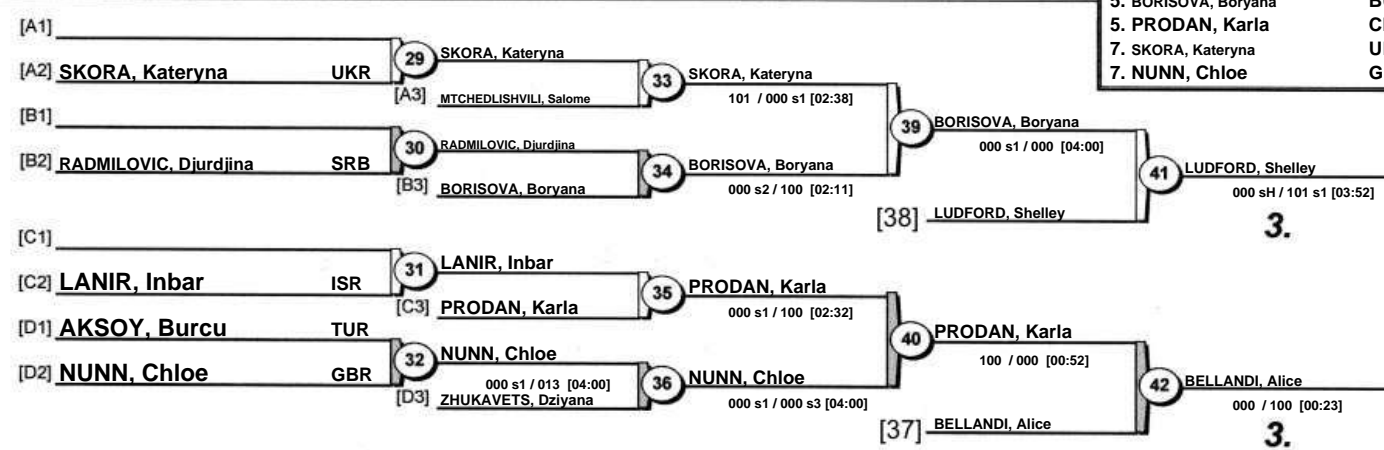 5. BORISOVA, Boryana
5. PRODAN, Karla
7. SKORA, Kateryna
7. NUNN, Chloe
[A1]
[A2] SKORA, Kateryna UKR
29
SKORA, Kateryna
[A3] MTCHEDLISHVILI, Salome
33
SKORA, Kateryna
101 / 000 s1 [02:38]
[B1]
[B2] RADMILOVIC, Djurdjina SRB
30
RADMILOVIC, Djurdjina
[B3] BORISOVA, Boryana
34
BORISOVA, Boryana
000 s2 / 100 [02:11]
39
BORISOVA, Boryana
000 s1 / 000 [04:00]
[38] LUDFORD, Shelley
41
LUDFORD, Shelley
000 sH / 101 s1 [03:52]
3.
[C1]
[C2] LANIR, Inbar ISR
31
LANIR, Inbar
[C3] PRODAN, Karla
35
PRODAN, Karla
000 s1 / 100 [02:32]
[D1] AKSOY, Burcu TUR
[D2] NUNN, Chloe GBR
32
NUNN, Chloe
000 s1 / 013 [04:00]
[D3] ZHUKAVETS, Dziyana
36
NUNN, Chloe
000 s1 / 000 s3 [04:00]
40
PRODAN, Karla
100 / 000 [00:52]
[37] BELLANDI, Alice
42
BELLANDI, Alice
000 / 100 [00:23]
3.